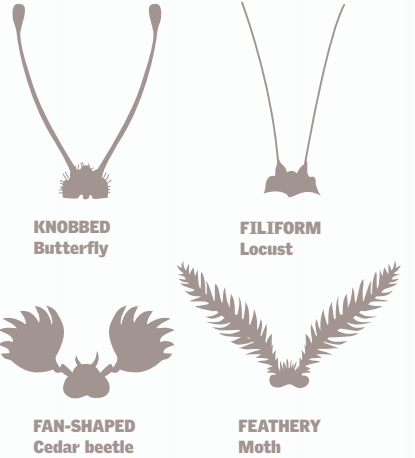 KNOBBED
Butterfly
FILIFORM
Locust
FAN-SHAPED
Cedar beetle
FEATHERY
Moth